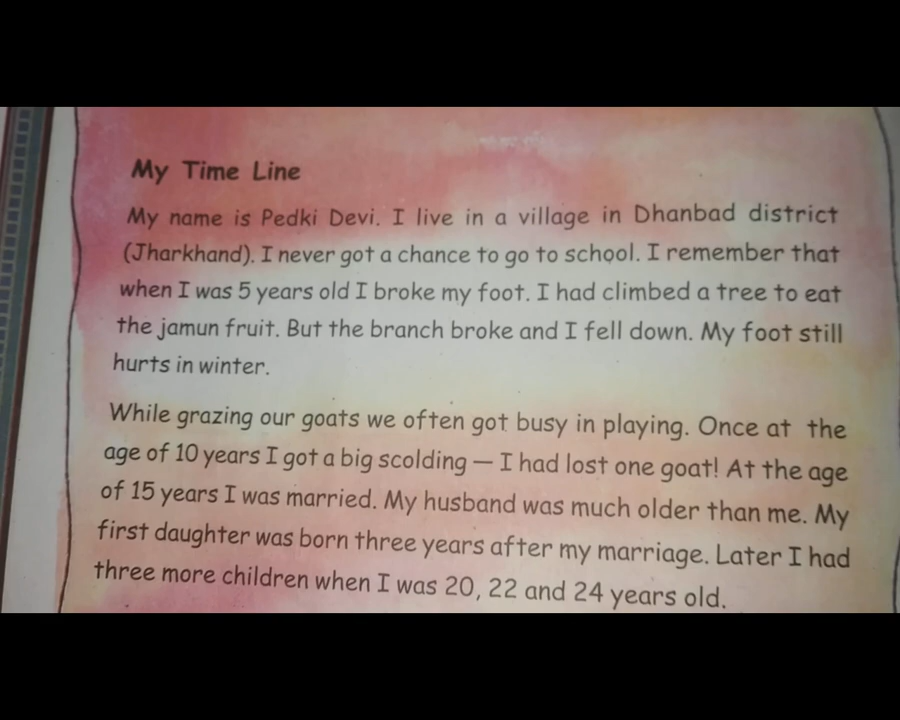 My Time Line
My name is Pedki Devi. I live in a village in Dhanbad district
(Jharkhand). I never got a chance to go to school. I remember that
when I was 5 years old I broke my foot. I had climbed a tree to eat
the jamun fruit. But the branch broke and I fell down. My foot still
hurts in winter.
While grazing our goats we often got busy in playing. Once at the
age of 10 years I got a big scolding — I had lost one goat! At the age
of 15 years I was married. My husband was much older than me. My
first daughter was born three years after my marriage. Later I had
three more children when I was 20, 22 and 24 years old.